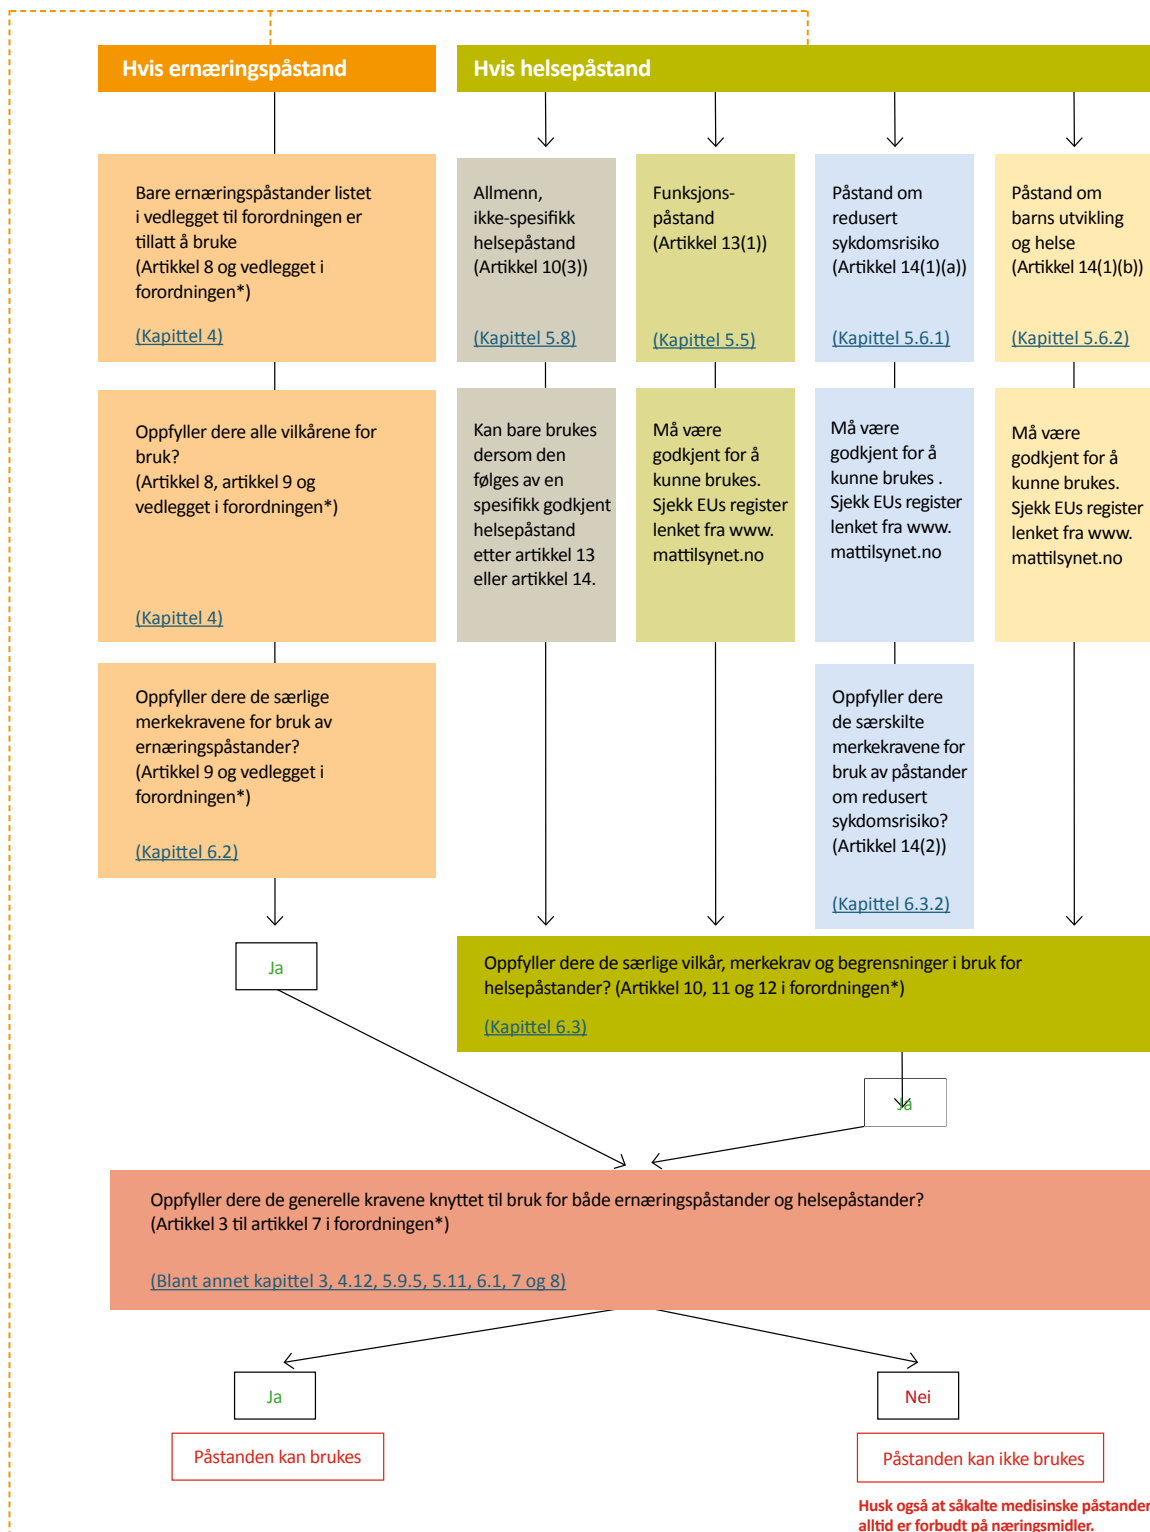 Hvis ernæringspåstand
Hvis helsepåstand
Bare ernæringspåstander listet
i vedlegget til forordningen er
tillatt å bruke
(Artikkel 8 og vedlegget i
forordningen*)
(Kapittel 4)
Allmenn,
ikke-spesifikk
helsepåstand
(Artikkel 10(3))
(Kapittel 5.8)
Funksjons-
påstand
(Artikkel 13(1))
(Kapittel 5.5)
Påstand om
redusert
sykdomsrisiko
(Artikkel 14(1)(a))
(Kapittel 5.6.1)
Påstand om
barns utvikling
og helse
(Artikkel 14(1)(b))
(Kapittel 5.6.2)
Oppfyller dere alle vilkårene for
bruk?
(Artikkel 8, artikkel 9 og
vedlegget i forordningen*)
(Kapittel 4)
Kan bare brukes
dersom den
følges av en
spesifikk godkjent
helsepåstand
etter artikkel 13
eller artikkel 14.
Må være
godkjent for å
kunne brukes.
Sjekk EUs register
lenket fra www.
mattilsynet.no
Må være
godkjent for å
kunne brukes .
Sjekk EUs register
lenket fra www.
mattilsynet.no
Må være
godkjent for å
kunne brukes.
Sjekk EUs register
lenket fra www.
mattilsynet.no
Oppfyller dere de særlige
merkekravene for bruk av
ernæringspåstander?
(Artikkel 9 og vedlegget i
forordningen*)
(Kapittel 6.2)
Oppfyller dere
de særskilte
merkekravene for
bruk av påstander
om redusert
sykdomsrisiko?
(Artikkel 14(2))
(Kapittel 6.3.2)
Ja
Oppfyller dere de særlige vilkår, merkekrav og begrensninger i bruk for
helsepåstander? (Artikkel 10, 11 og 12 i forordningen*)
(Kapittel 6.3)
Ja
Oppfyller dere de generelle kravene knyttet til bruk for både ernæringspåstander og helsepåstander?
(Artikkel 3 til artikkel 7 i forordningen*)
(Blant annet kapittel 3, 4.12, 5.9.5, 5.11, 6.1, 7 og 8)
Ja
Nei
Påstanden kan brukes
Påstanden kan ikke brukes
Husk også at såkalte medisinske påstander
alltid er forbudt på næringsmidler.